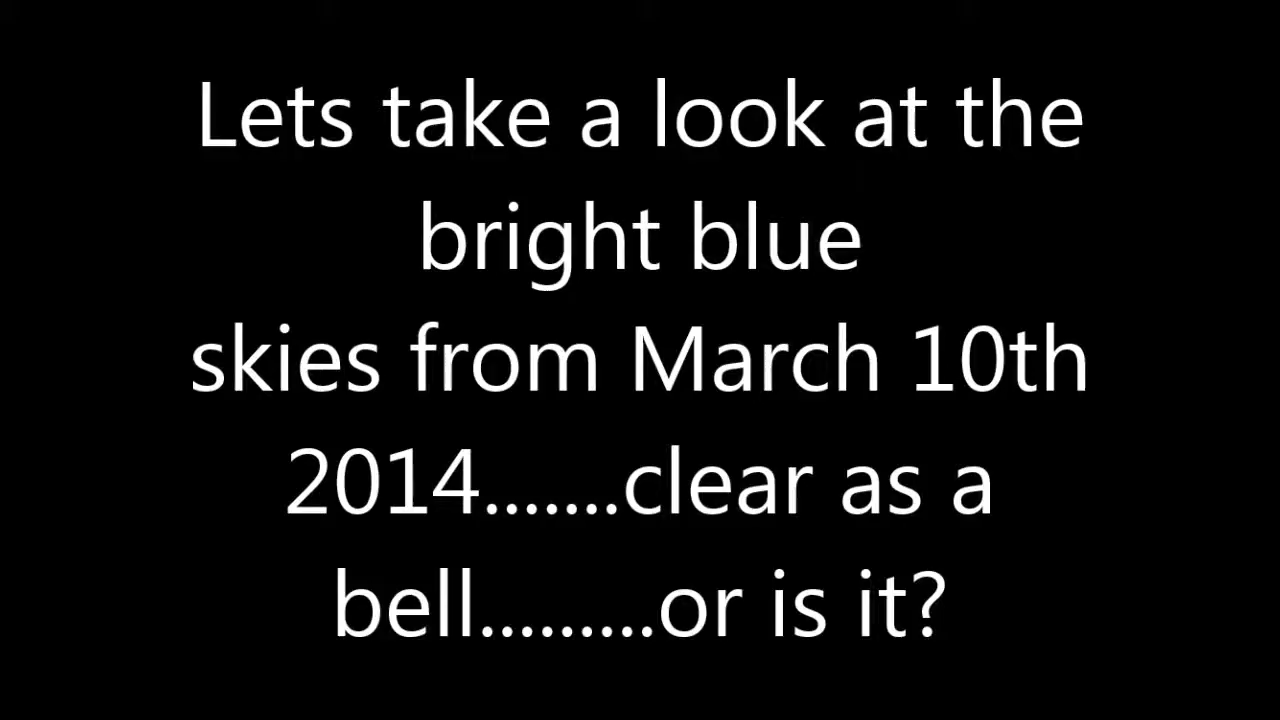 Lets take a look at the
bright blue
skies from March 10th
2014.......clear as a
bell.........or is it?